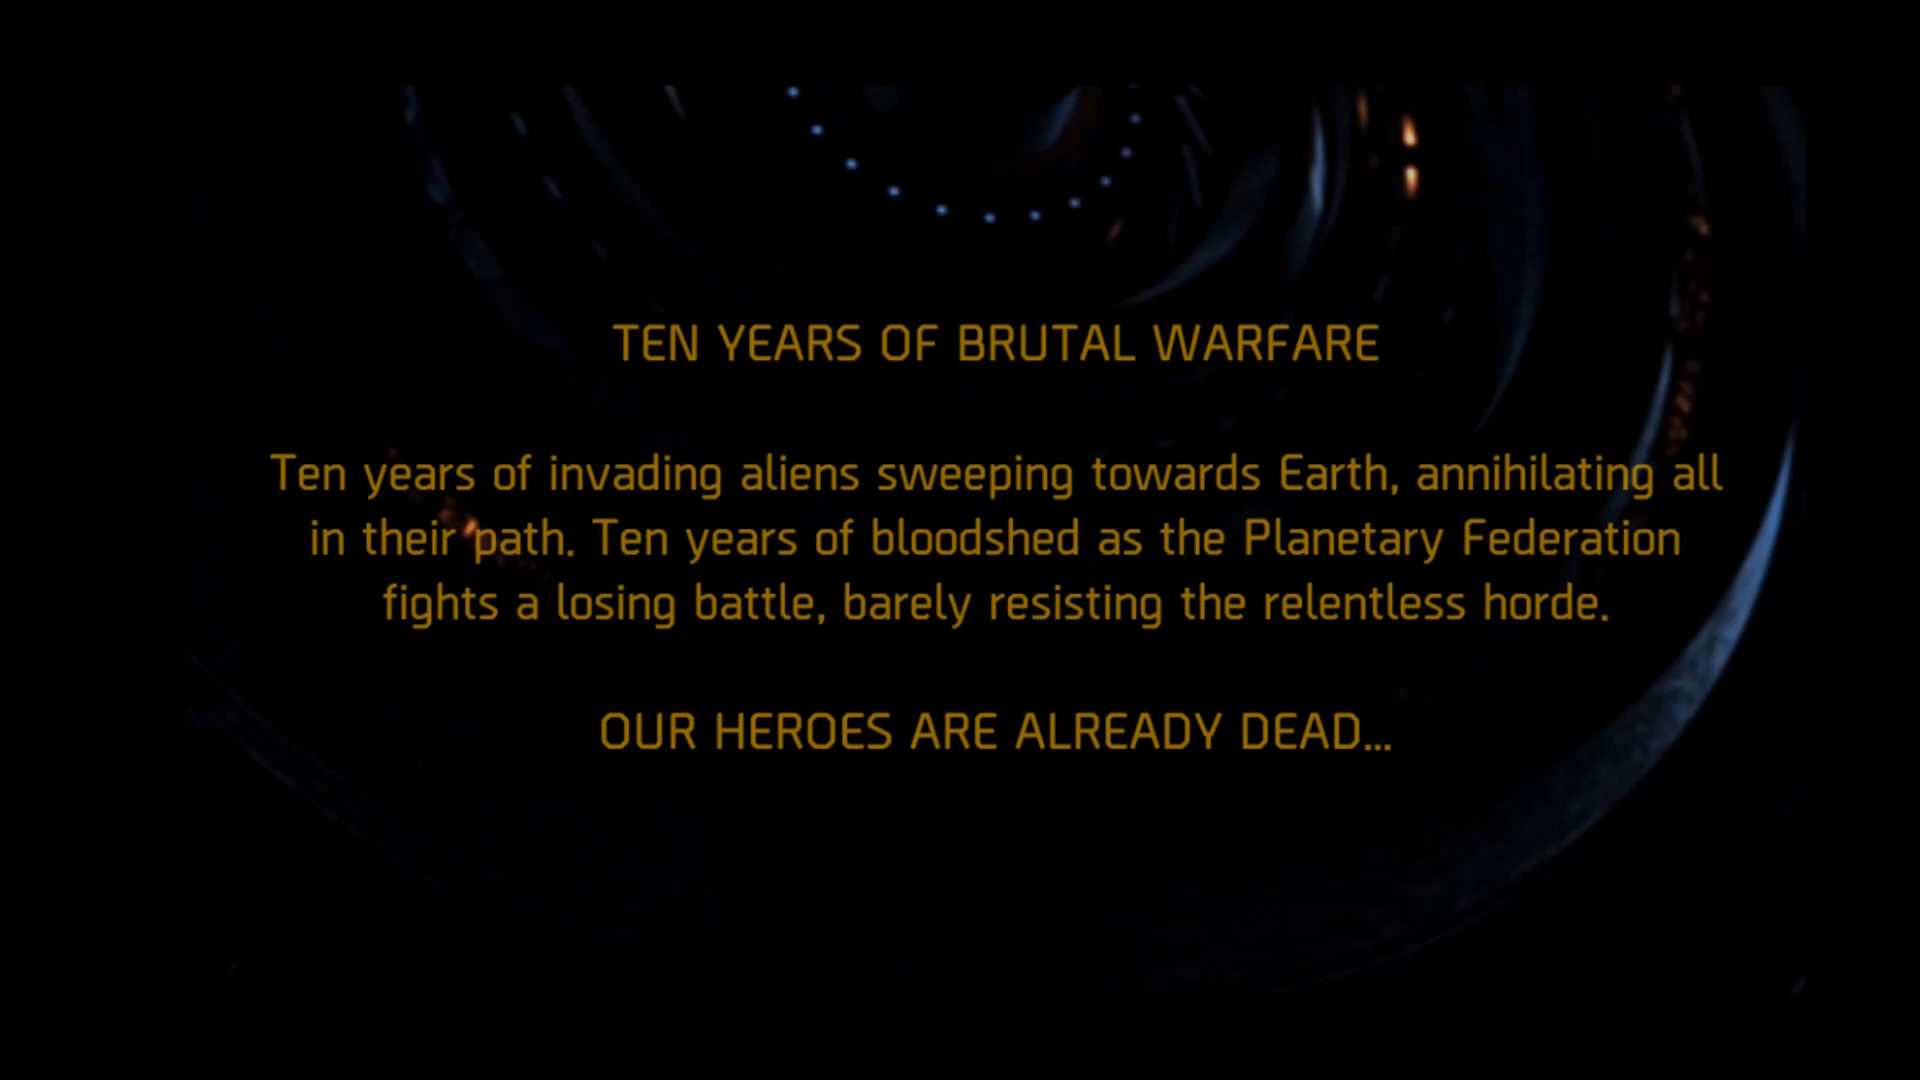 TEN YEARS OF BRUTAL WARFARE
Ten years of invading aliens sweeping towards Earth, annihilating all
in their path. Ten years of bloodshed as the Planetary Federation
fights a losing battle, barely resisting the relentless horde.
OUR HEROES ARE ALREADY DEAD...